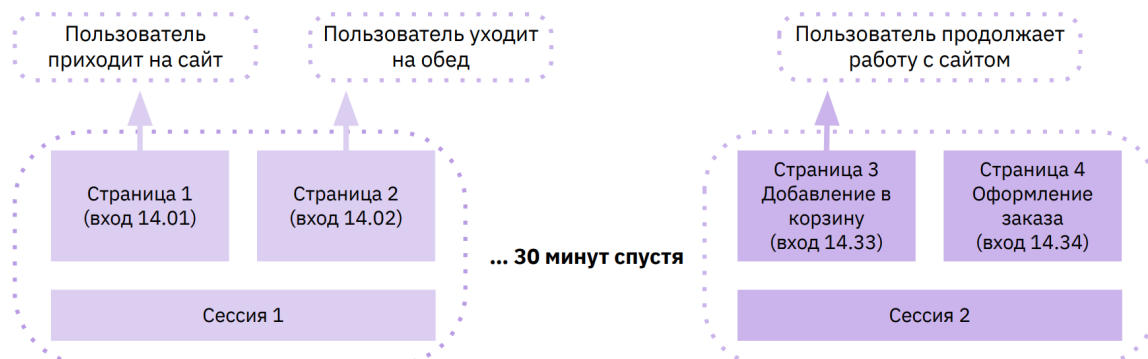 Пользователь
приходит на сайт
Пользователь уходит
на обед
Пользователь продолжает
работу с сайтом
Страница 1
(вход 14.01)
Страница 2
(вход 14.02)
... 30 минут спустя
Страница 3
Добавление в
корзину
(вход 14.33)
Страница 4
Оформление
заказа
(вход 14.34)
Сессия 1
Сессия 2